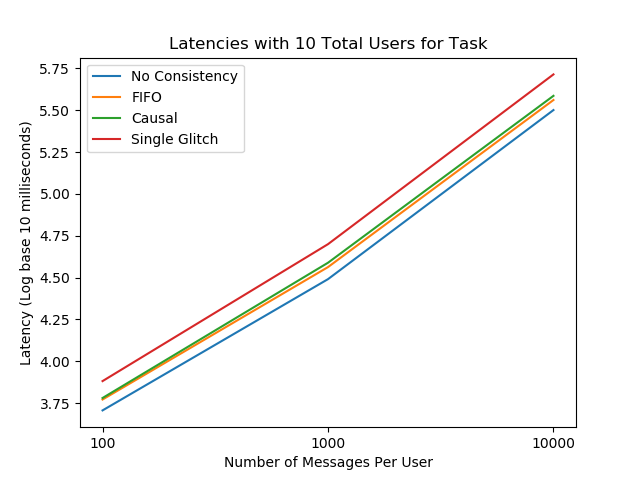 Latencies with 10 Total Users for Task
No Consistency
FIFO
Causal
Single Glitch
Latency (Log base 10 milliseconds)
5.75
5.50
5.25
5.00
4.75
4.50
4.25
4.00
3.75
100
1000
10000
Number of Messages Per User